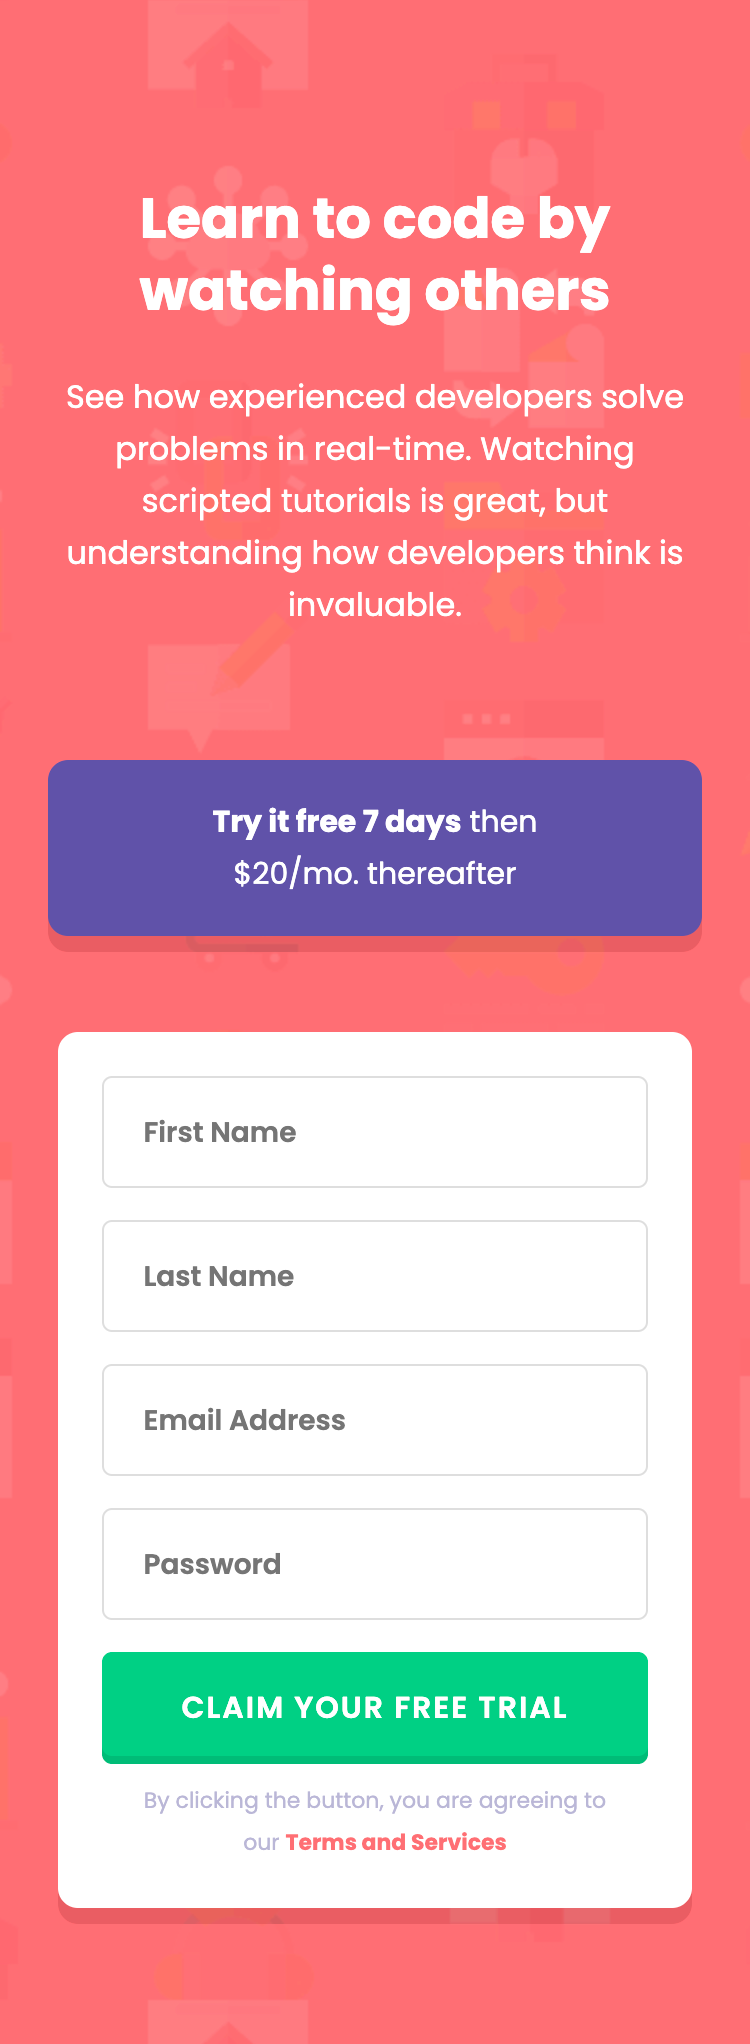 Learn to code by
watching others
See how experienced developers solve
problems in real-time. Watching
scripted tutorials is great, but
understanding how developers think is
invaluable.
Try it free 7 days then
$20/mo. thereafter
First Name
Last Name
Email Address
Password
CLAIM YOUR FREE TRIAL
By clicking the button, you are agreeing to
our Terms and Services